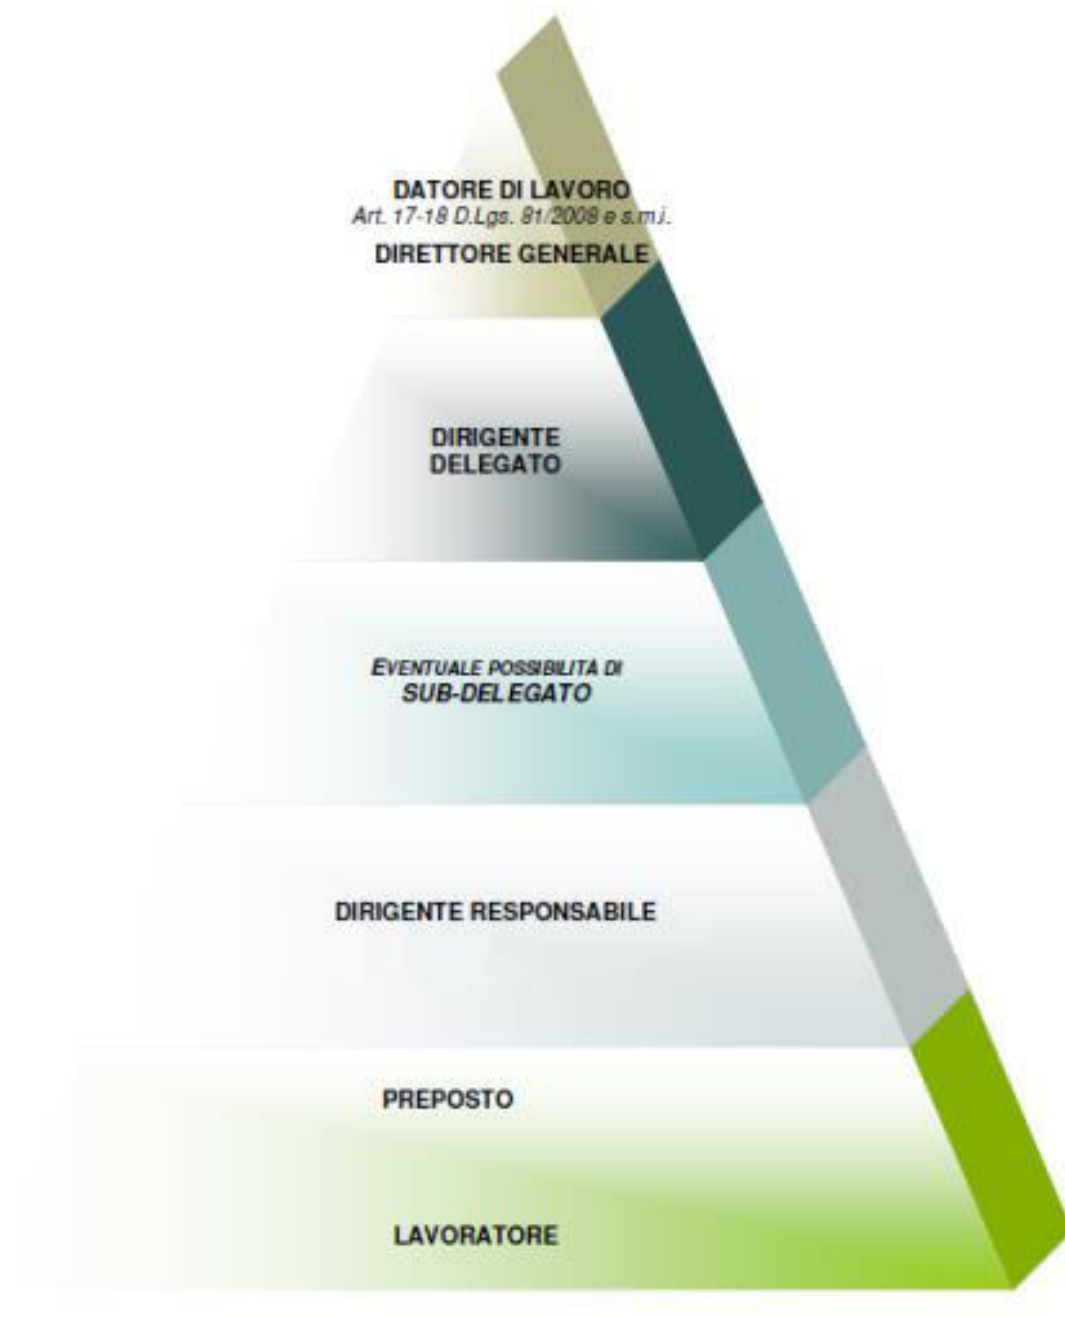 DATORE DI LAVORO
Art. 17-18 D.Lgs. 81/2008 e s.m.i.
DIRETTORE GENERALE
DIRIGENTE
DELEGATO
EVENTUALE POSSIBILITÀ DI
SUB-DELEGATO
DIRIGENTE RESPONSABILE
PREPOSTO
LAVORATORE